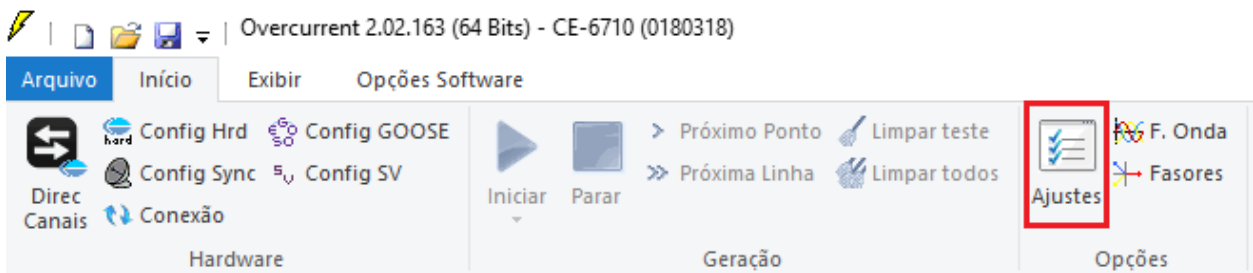 Overcurrent 2.02.163 (64 Bits) - CE-6710 (0180318)
Arquivo Início Exibir Opções Software
Direc Canais
hard Config Hrd
Config Sync
Conexão
Config GOOSE
Config SV
Hardware
Iniciar
Parar
Próximo Ponto
Próxima Linha
Limpar teste
Limpar todos
Geração
Ajustes
F. Onda
Fasores
Opções